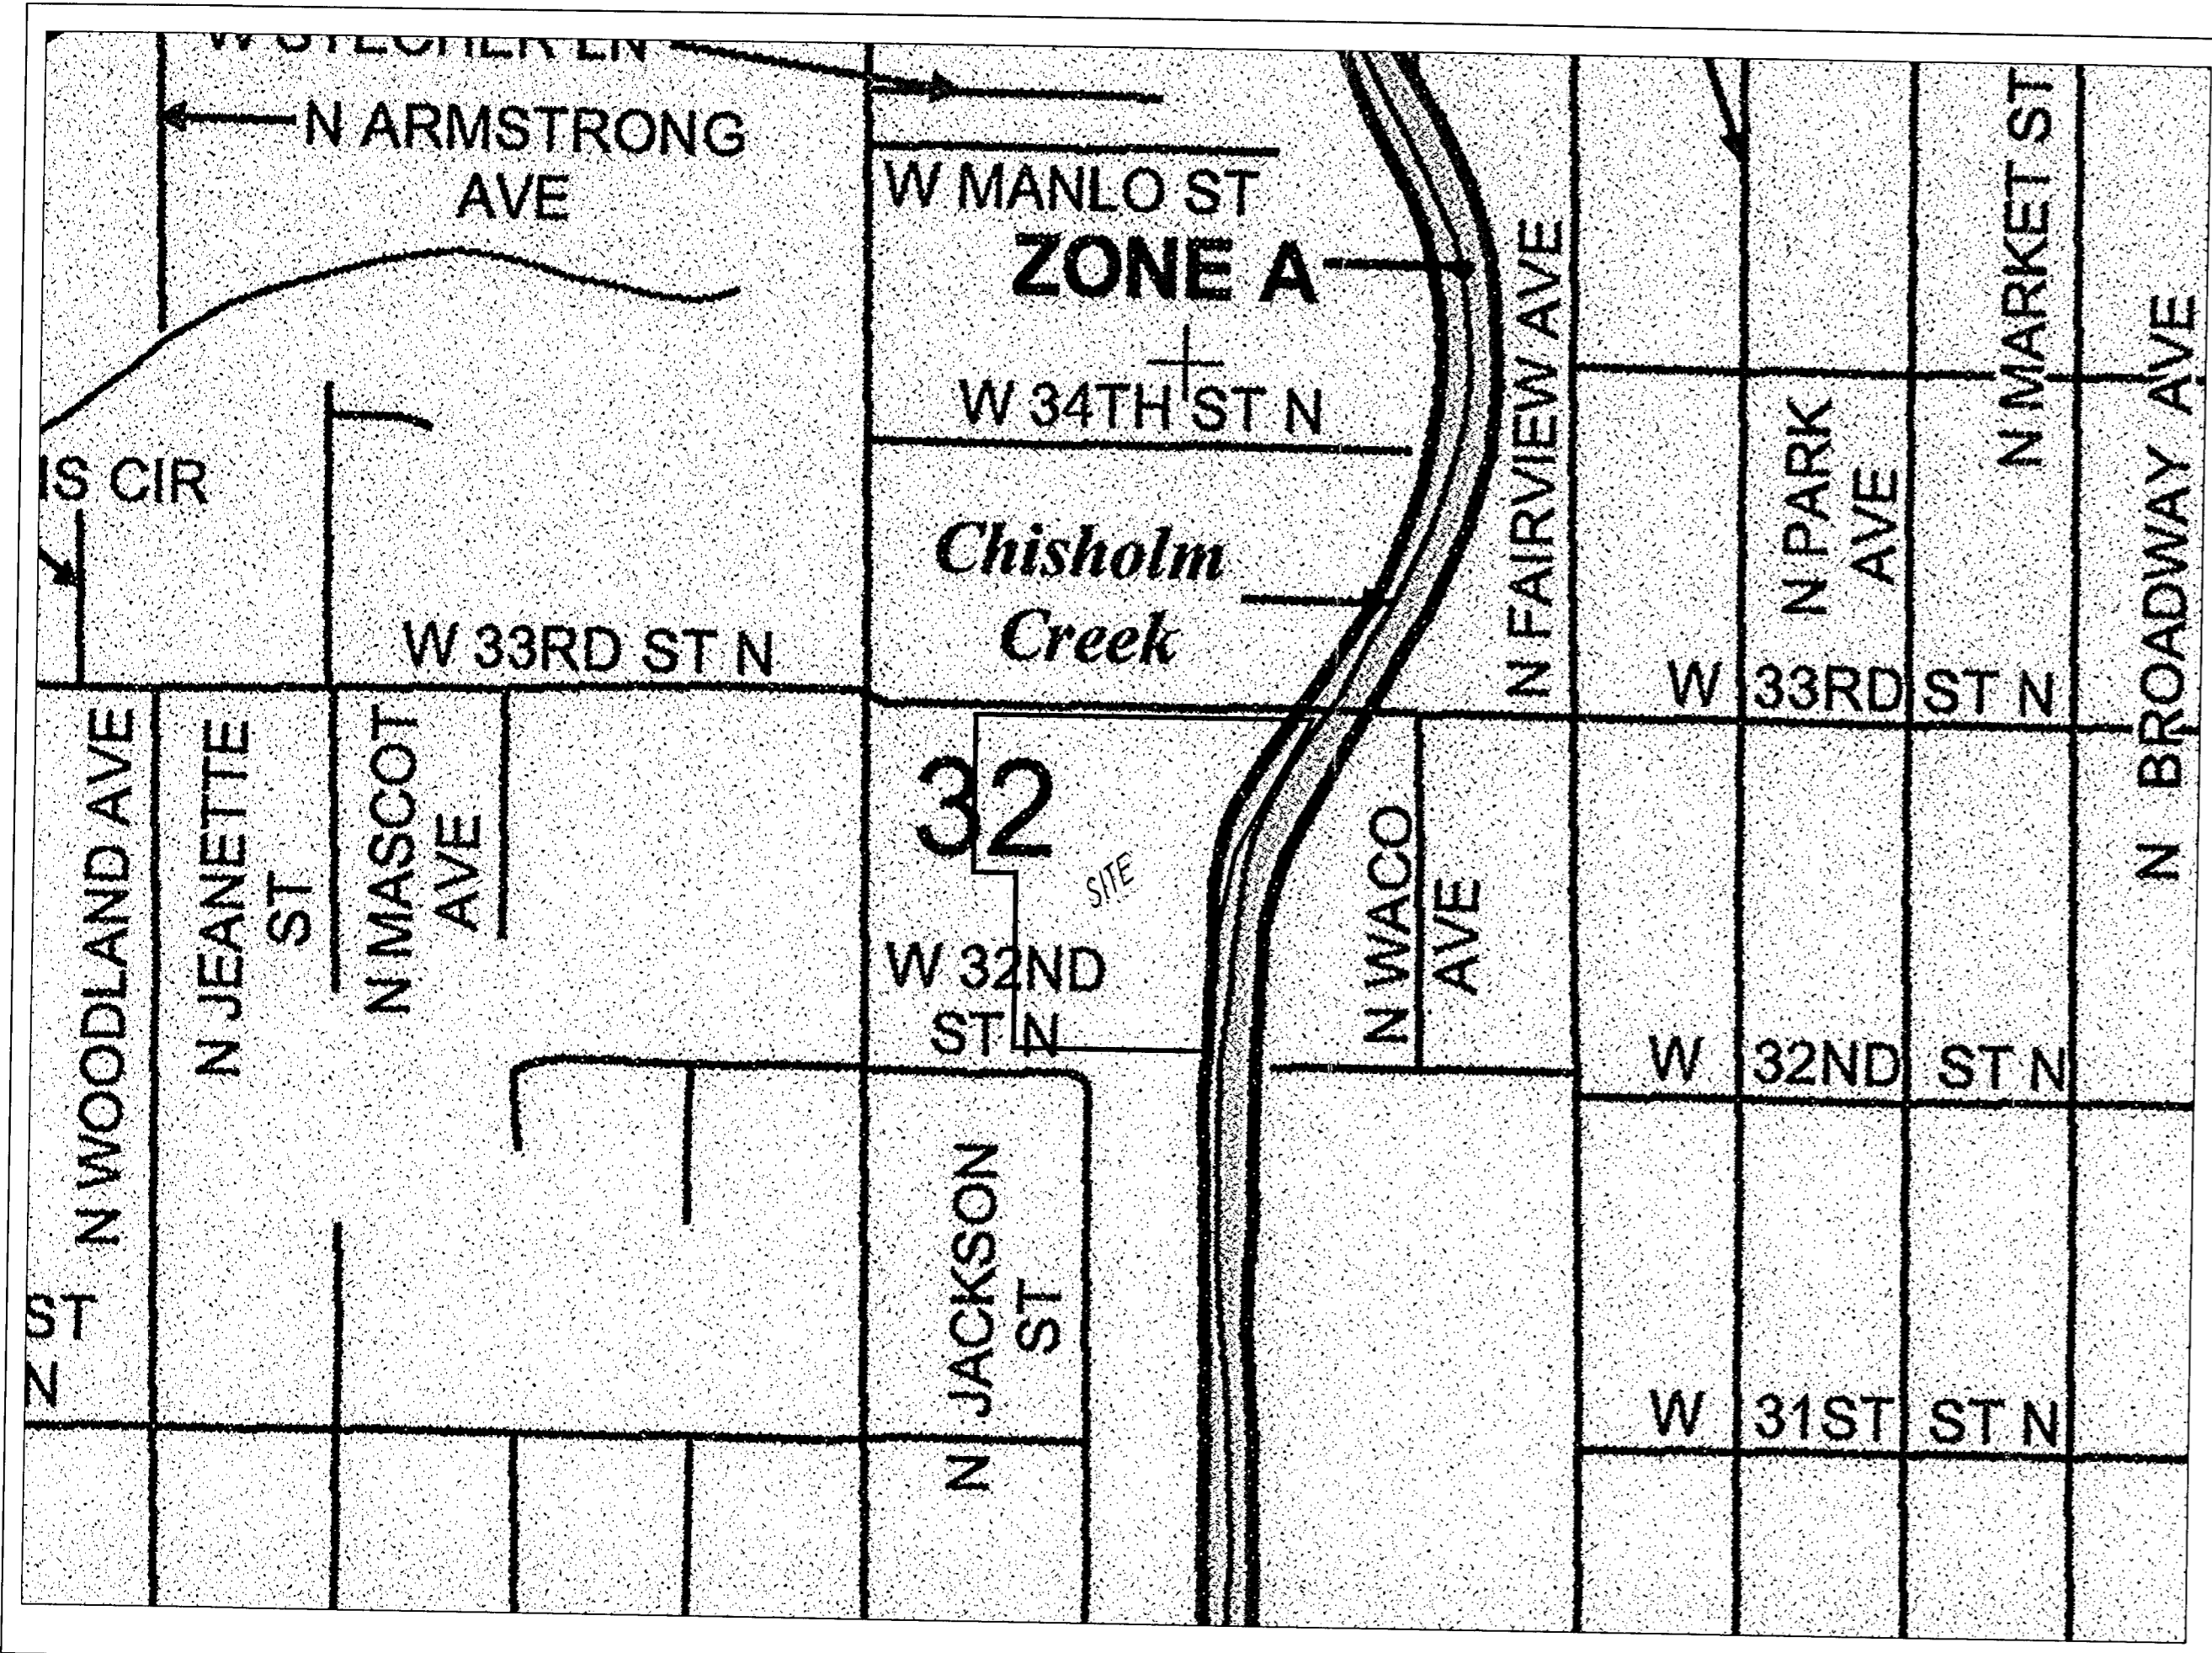 W STECHER LN
N ARMSTRONG
AVE
W MANLO ST
ZONE A
W 34TH ST N
N FAIRVIEW AVE
N MARKET ST
N PARK
AVE
N BROADWAY AVE
IS CIR
Chisholm
Creek
W 33RD ST N
W 33RD ST N
N WOODLAND AVE
N JEANETTE
ST
N MASCOT
AVE
32
SITE
W 32ND
ST N
N WACO
AVE
W 32ND ST N
N JACKSON
ST
ST
N
W 31ST ST N